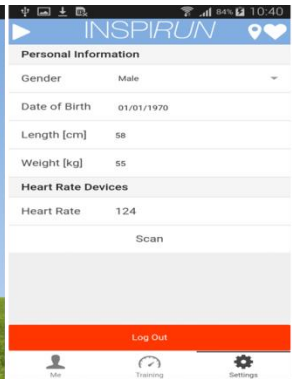 84% 10:40
INSPIRUN
Personal Information
Gender Male
Date of Birth 01/01/1970
Length [cm] 58
Weight [kg] 55
Heart Rate Devices
Heart Rate 124
Scan
Log Out
Me Training Settings